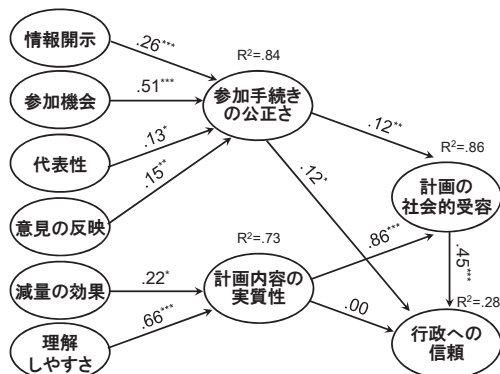 情報開示
.26***
R²=.84
参加機会
.51***
参加手続き
の公正さ
.12**
代表性
.13*
R²=.86
.15**
.12*
計画の
社会的受容
意見の反映
R²=.73
.86***
.45***
減量の効果
.22*
計画内容の
実質性
.66***
.00
R²=.28
理解
しやすさ
行政への
信頼